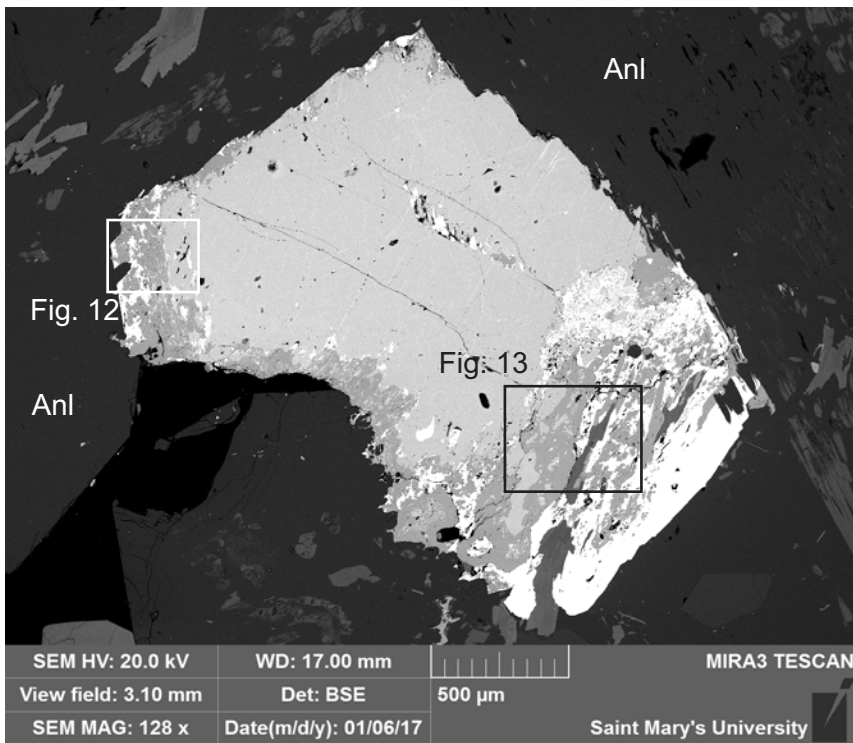 Anl
Fig. 12
Fig. 13
Anl
SEM HV: 20.0 kV
WD: 17.00 mm
MIRA3 TESCAN
View field: 3.10 mm
Det: BSE
500 µm
SEM MAG: 128 x
Date(m/d/y): 01/06/17
Saint Mary's University